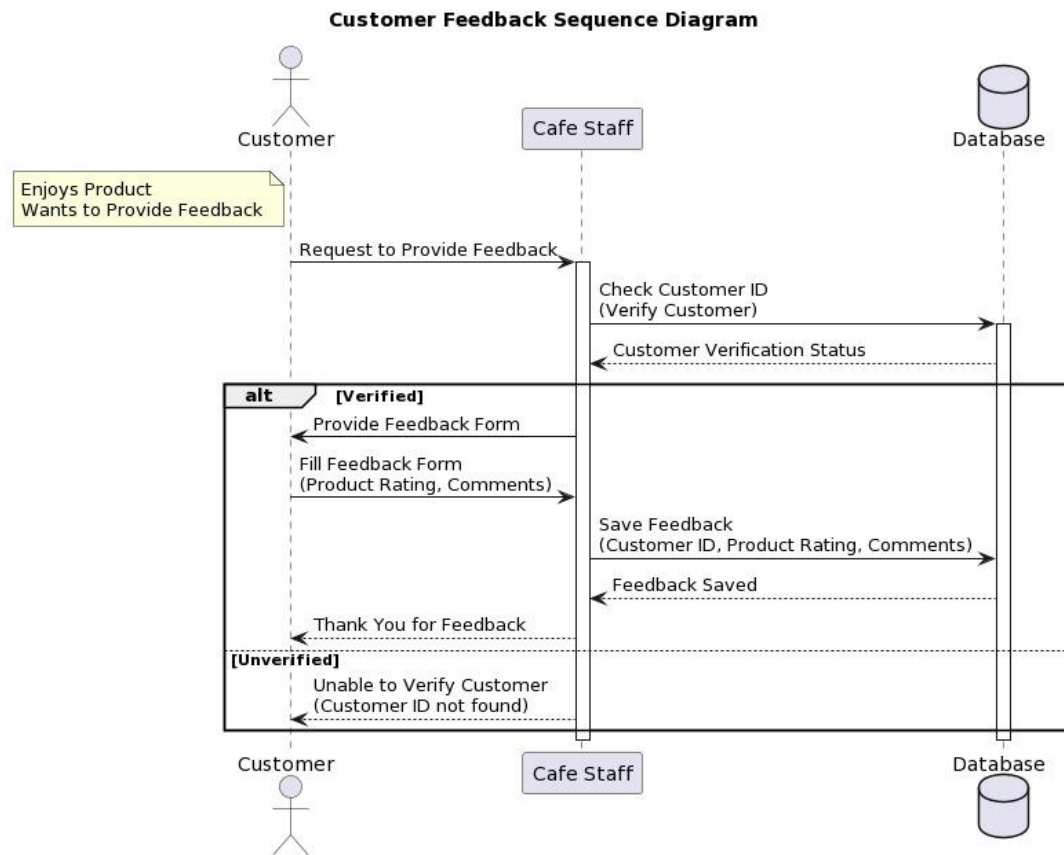 Customer Feedback Sequence Diagram
Customer
Cafe Staff
Database
Enjoys Product
Wants to Provide Feedback
Request to Provide Feedback
Check Customer ID
(Verify Customer)
Customer Verification Status
alt
[Verified]
Provide Feedback Form
Fill Feedback Form
(Product Rating, Comments)
Save Feedback
(Customer ID, Product Rating, Comments)
Feedback Saved
Thank You for Feedback
[Unverified]
Unable to Verify Customer
(Customer ID not found)
Customer
Cafe Staff
Database